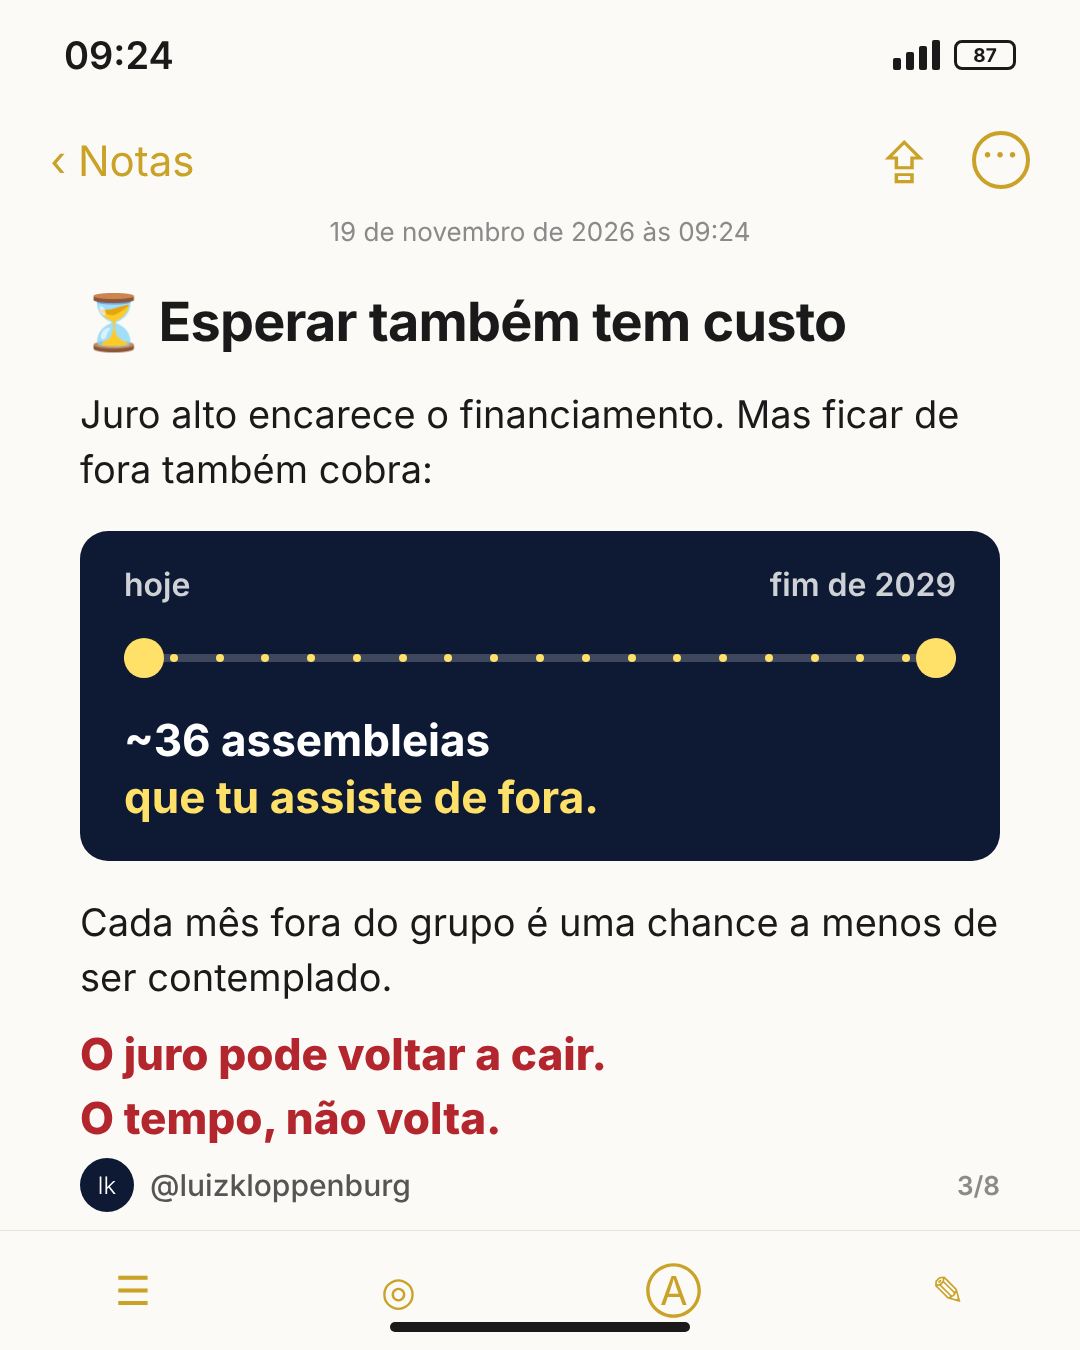 09:24
87
‹ Notas
19 de novembro de 2026 às 09:24
⏳ Esperar também tem custo
Juro alto encarece o financiamento. Mas ficar de
fora também cobra:
hoje
fim de 2029
~36 assembleias
que tu assiste de fora.
Cada mês fora do grupo é uma chance a menos de
ser contemplado.
O juro pode voltar a cair.
O tempo, não volta.
lk
@luizkloppenburg
3/8
A